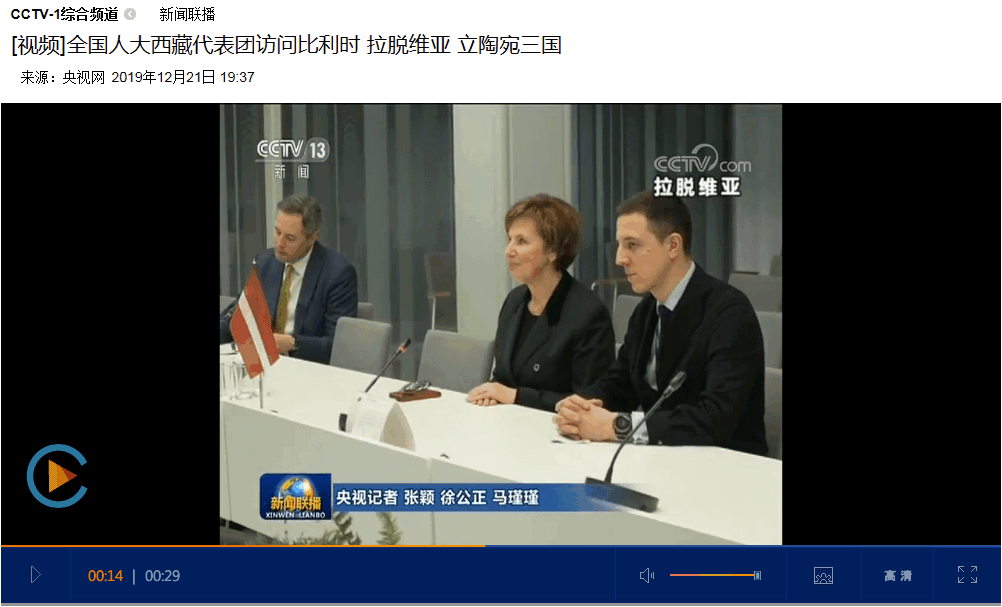 CCTV-1综合频道 新闻联播
[视频]全国人大西藏代表团访问比利时 拉脱维亚 立陶宛三国
来源：央视网 2019年12月21日 19:37
CCTV 13
新闻
CCTV.com
拉脱维亚
新闻联播
XINWEN LIANBO
央视记者 张颖 徐公正 马瑾瑾
00:14 | 00:29
高清